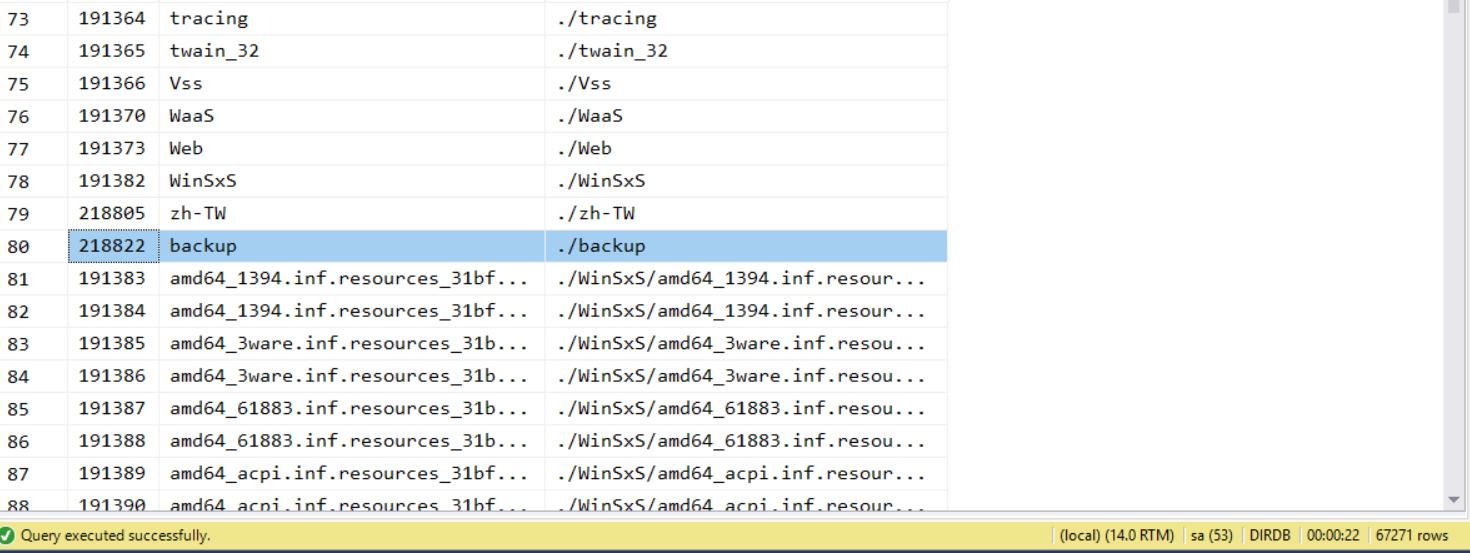 73 191364 tracing ./tracing
74 191365 twain_32 ./twain_32
75 191366 Vss ./Vss
76 191370 WaaS ./WaaS
77 191373 Web ./Web
78 191382 WinSxS ./WinSxS
79 218805 zh-TW ./zh-TW
80 218822 backup ./backup
81 191383 amd64_1394.inf.resources_31bf... ./WinSxS/amd64_1394.inf.resour...
82 191384 amd64_1394.inf.resources_31bf... ./WinSxS/amd64_1394.inf.resour...
83 191385 amd64_3ware.inf.resources_31b... ./WinSxS/amd64_3ware.inf.resou...
84 191386 amd64_3ware.inf.resources_31b... ./WinSxS/amd64_3ware.inf.resou...
85 191387 amd64_61883.inf.resources_31b... ./WinSxS/amd64_61883.inf.resou...
86 191388 amd64_61883.inf.resources_31b... ./WinSxS/amd64_61883.inf.resou...
87 191389 amd64_acpi.inf.resources_31bf... ./WinSxS/amd64_acpi.inf.resour...
88 191390 amd64_acpi.inf.resources_31bf... ./WinSxS/amd64_acpi.inf.resour...
Query executed successfully. (local) (14.0 RTM) sa (53) DIRDB 00:00:22 67271 rows